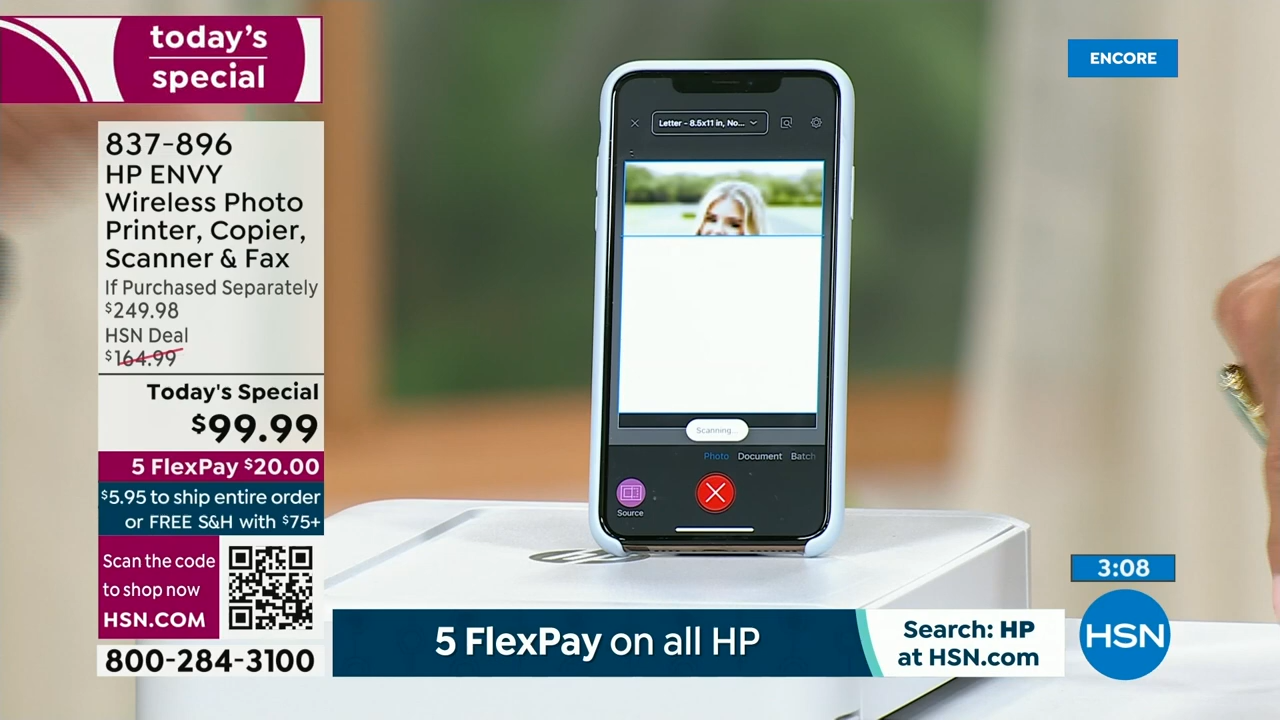 today's
special
837-896
HP ENVY
Wireless Photo
Printer, Copier,
Scanner & Fax
If Purchased Separately
$249.98
HSN Deal
$164.99
Today's Special
$99.99
5 FlexPay $20.00
$5.95 to ship entire order
or FREE S&H with $75+
Scan the code
to shop now
HSN.COM
800-284-3100
ENCORE
Letter - 8.5x11 in, No...
Scanning...
Photo Document Batch
Source
5 FlexPay on all HP
Search: HP
at HSN.com
3:08
HSN